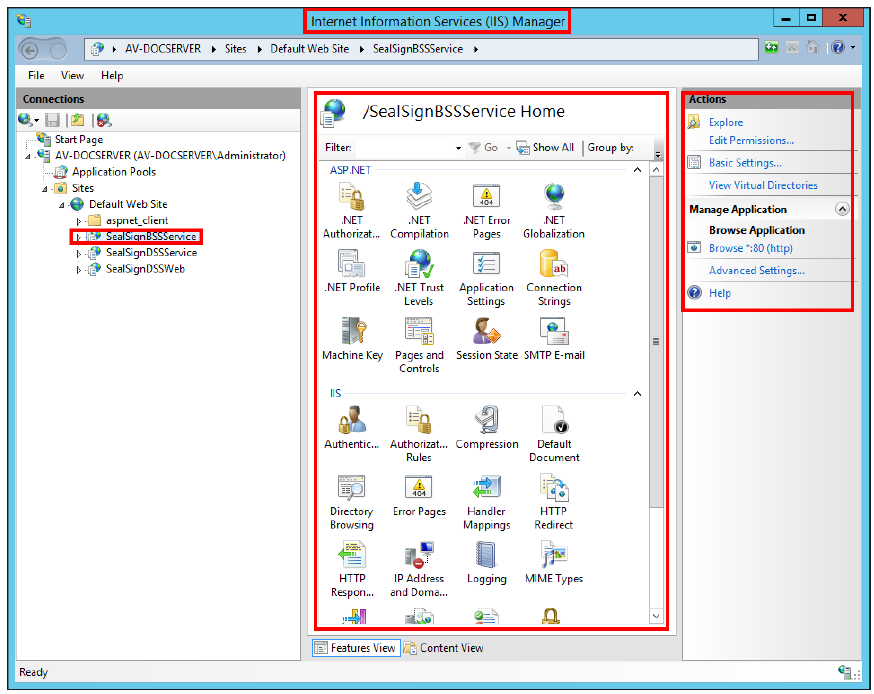 Internet Information Services (IIS) Manager
AV-DOCSERVER Sites Default Web Site SealSignBSSService
File View Help
Connections
Start Page
AV-DOCSERVER (AV-DOCSERVER\Administrator)
Application Pools
Sites
Default Web Site
aspnet_client
SealSignBSSService
SealSignDSSService
SealSignDSSWeb
/SealSignBSSService Home
Filter: Go Show All Group by:
ASP.NET
.NET Authorizat...
.NET Compilation
.NET Error Pages
.NET Globalization
.NET Profile
.NET Trust Levels
Application Settings
Connection Strings
Machine Key
Pages and Controls
Session State
SMTP E-mail
IIS
Authentic...
Authorizat... Rules
Compression
Default Document
Directory Browsing
Error Pages
Handler Mappings
HTTP Redirect
HTTP Respon...
IP Address and Doma...
Logging
MIME Types
Features View
Content View
Actions
Explore
Edit Permissions...
Basic Settings...
View Virtual Directories
Manage Application
Browse Application
Browse *:80 (http)
Advanced Settings...
Help
Ready